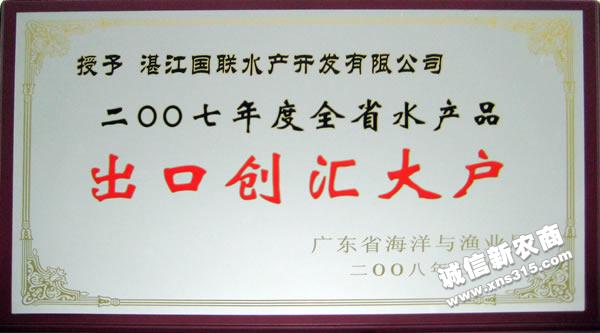 授予 湛江国联水产开发有限公司
二〇〇七年度全省水产品
出口创汇大户
广东省海洋与渔业局
二〇〇八年
诚信新农商
www.xns315.com